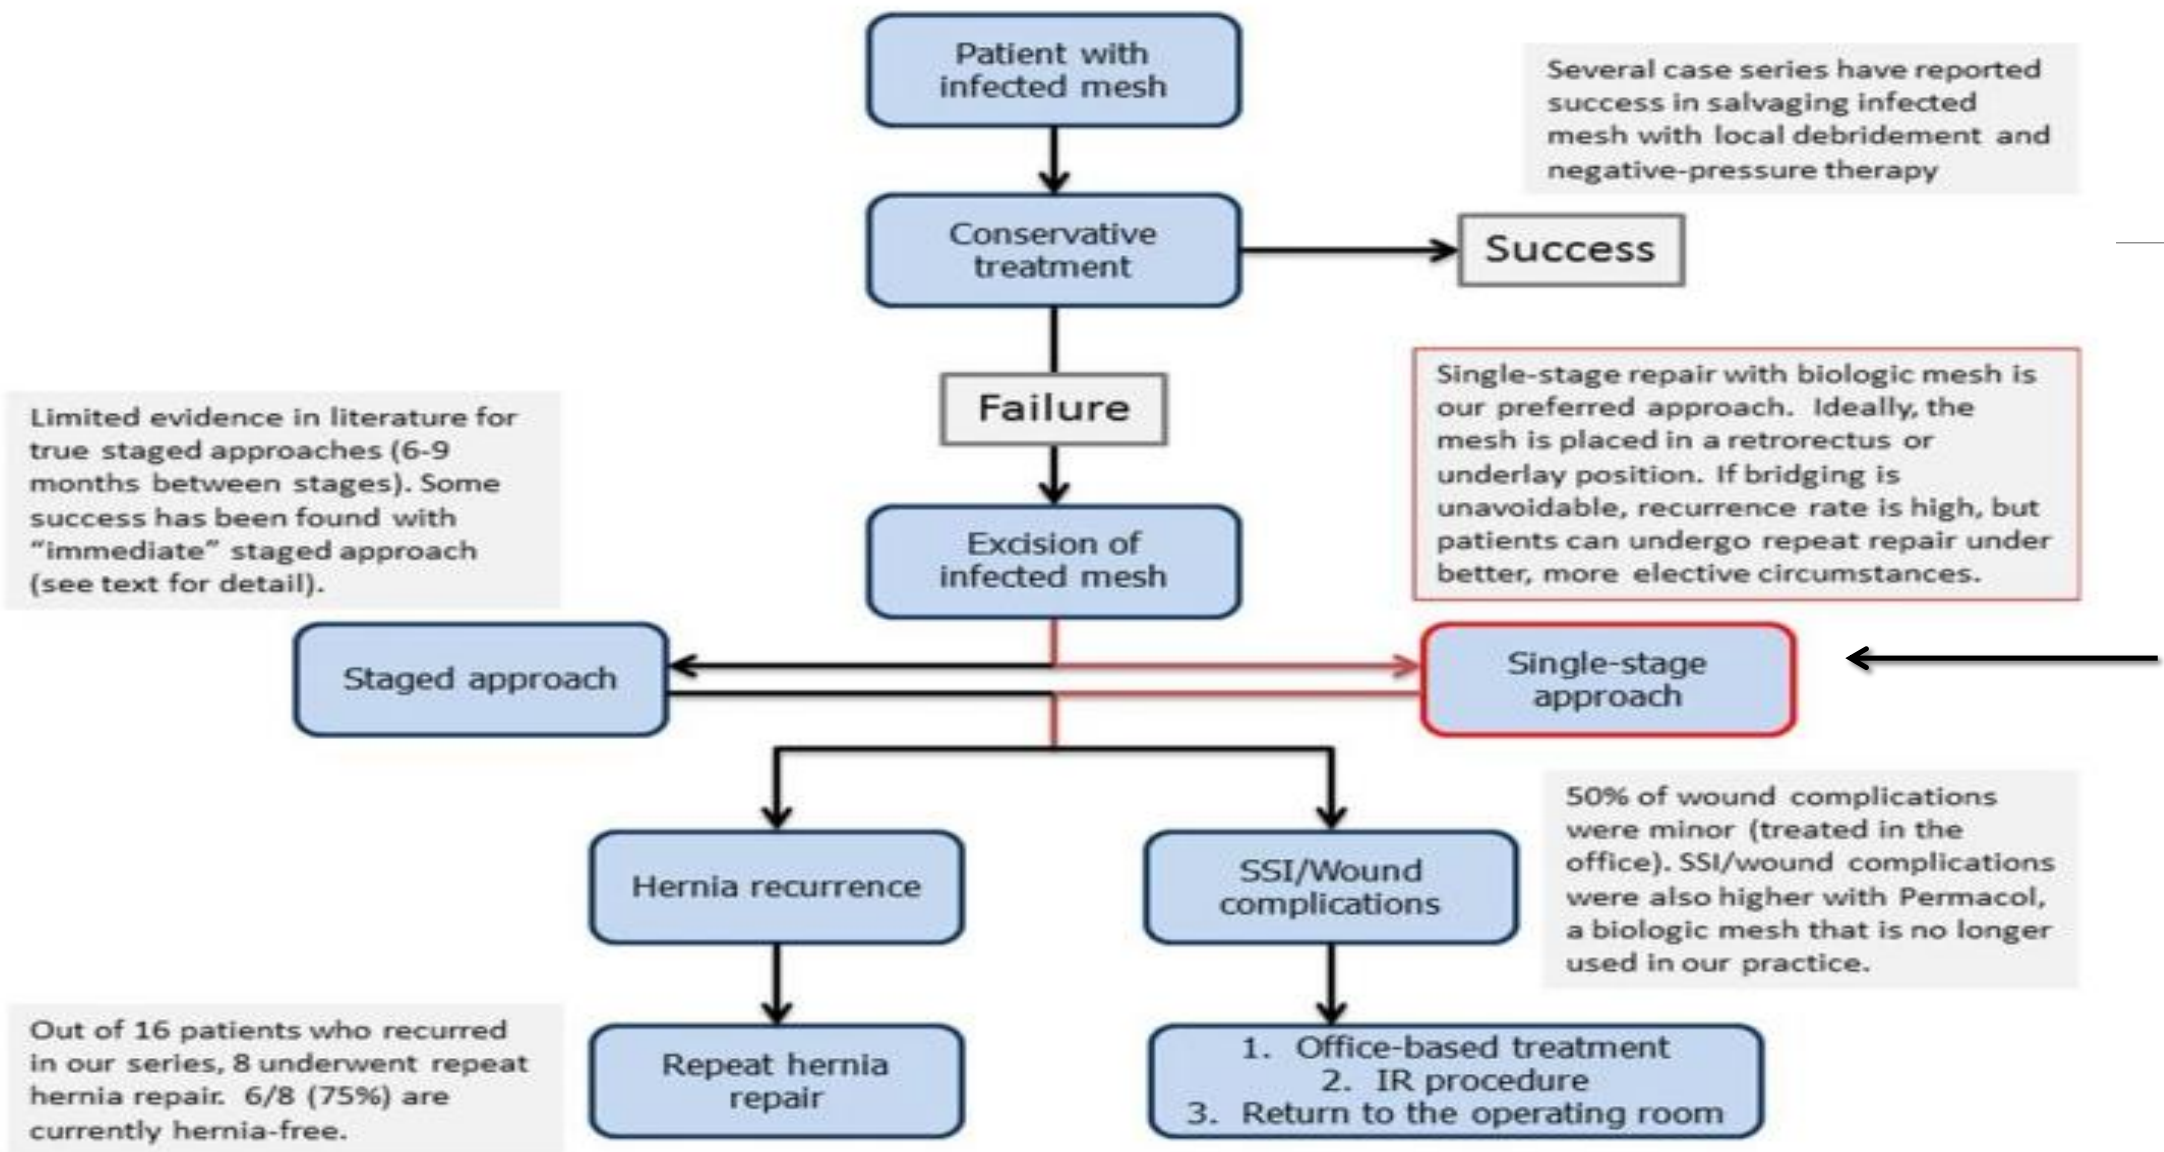 Patient with
infected mesh
Several case series have reported
success in salvaging infected
mesh with local debridement and
negative-pressure therapy
Conservative
treatment
Success
Failure
Limited evidence in literature for
true staged approaches (6-9
months between stages). Some
success has been found with
“immediate” staged approach
(see text for detail).
Single-stage repair with biologic mesh is
our preferred approach. Ideally, the
mesh is placed in a retrorectus or
underlay position. If bridging is
unavoidable, recurrence rate is high, but
patients can undergo repeat repair under
better, more elective circumstances.
Excision of
infected mesh
Staged approach
Single-stage
approach
Hernia recurrence
SSI/Wound
complications
50% of wound complications
were minor (treated in the
office). SSI/wound complications
were also higher with Permacol,
a biologic mesh that is no longer
used in our practice.
Out of 16 patients who recurred
in our series, 8 underwent repeat
hernia repair. 6/8 (75%) are
currently hernia-free.
Repeat hernia
repair
1. Office-based treatment
2. IR procedure
3. Return to the operating room